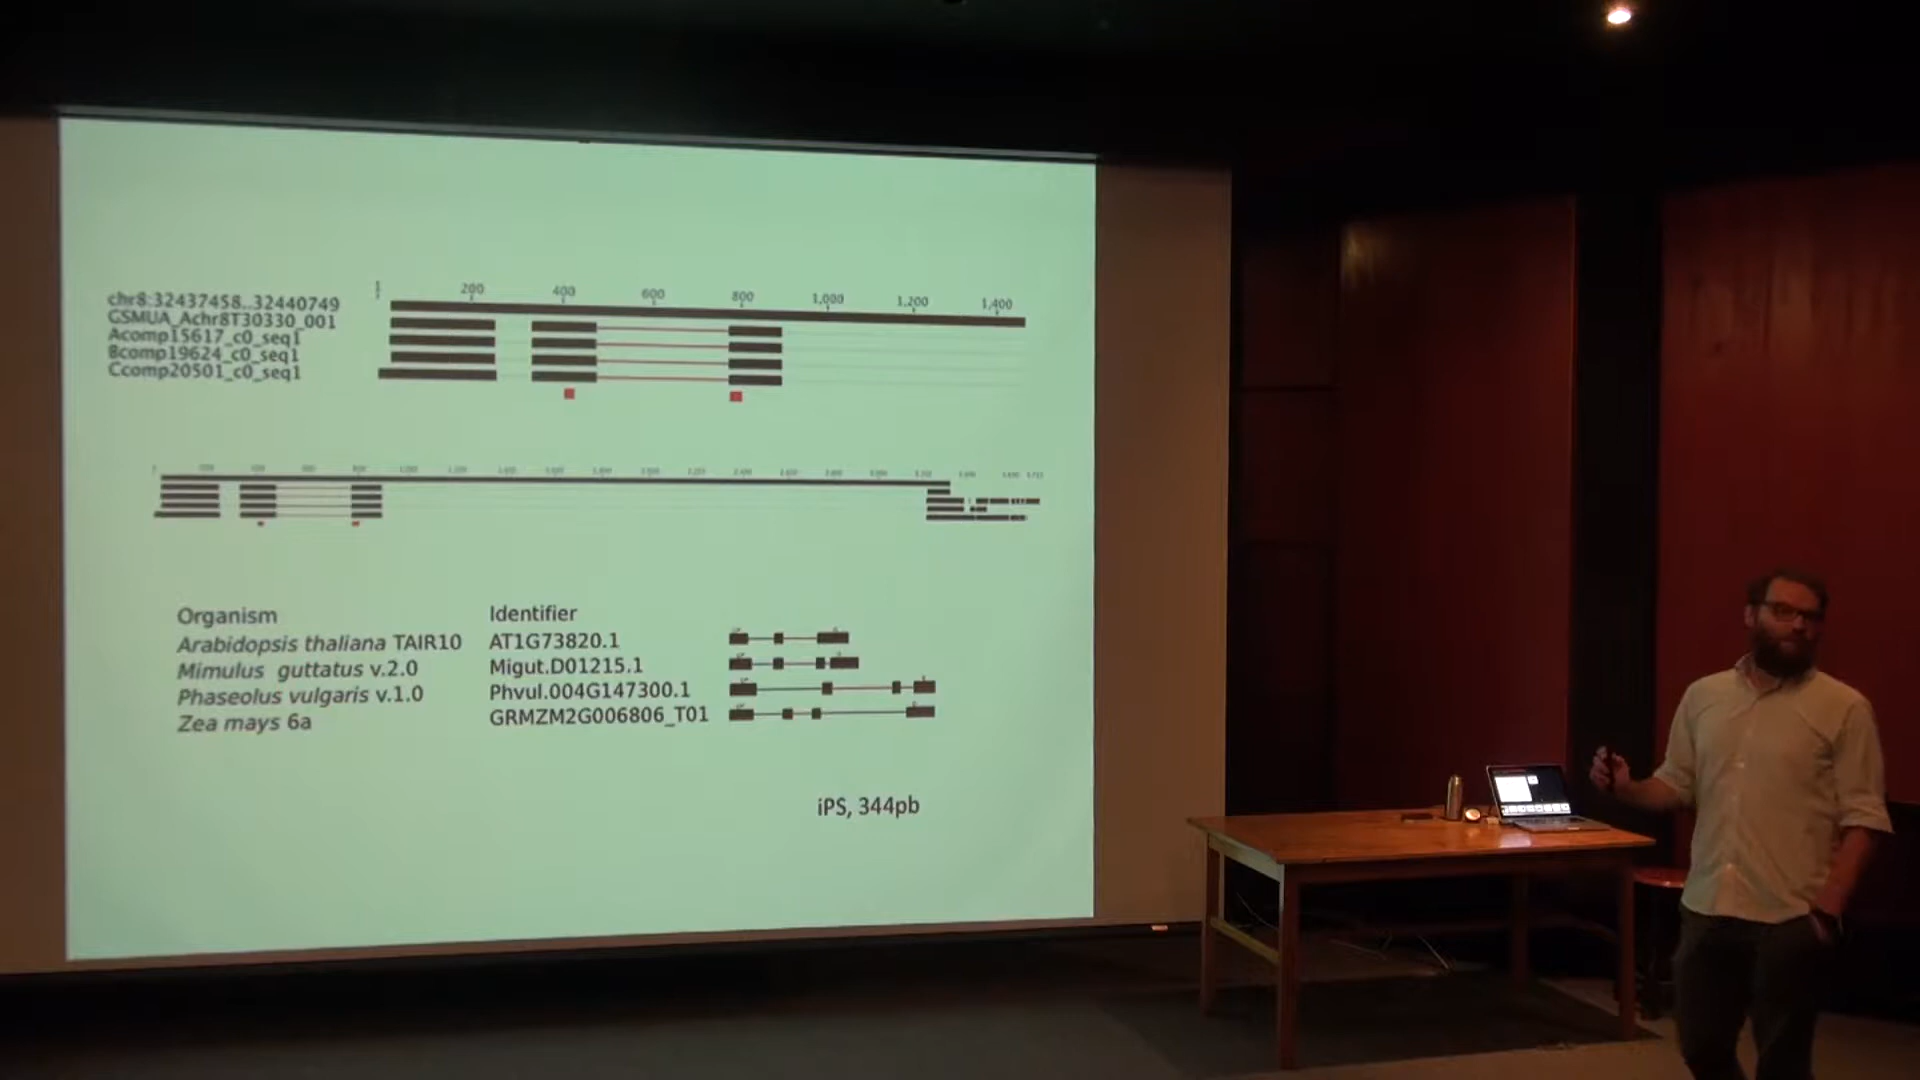 1 200 400 600 800 1,000 1,200 1,400
chr8:32437458..32440749
GSMUA_Achr8T30330_001
Acomp15617_c0_seq1
Bcomp19624_c0_seq1
Ccomp20501_c0_seq1
Organism Identifier
Arabidopsis thaliana TAIR10 AT1G73820.1
Mimulus guttatus v.2.0 Migut.D01215.1
Phaseolus vulgaris v.1.0 Phvul.004G147300.1
Zea mays 6a GRMZM2G006806_T01
iPS, 344pb